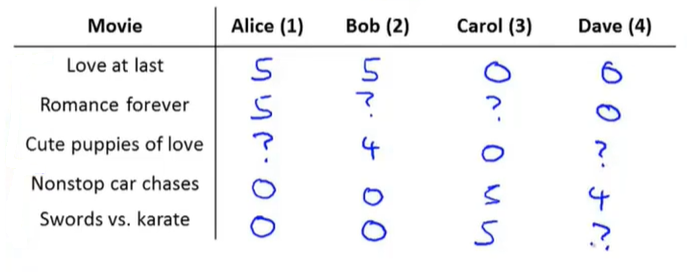 Movie Alice (1) Bob (2) Carol (3) Dave (4)
Love at last 5 5 0 0
Romance forever 5 ? ? 0
Cute puppies of love ? 4 0 ?
Nonstop car chases 0 0 5 4
Swords vs. karate 0 0 5 ?